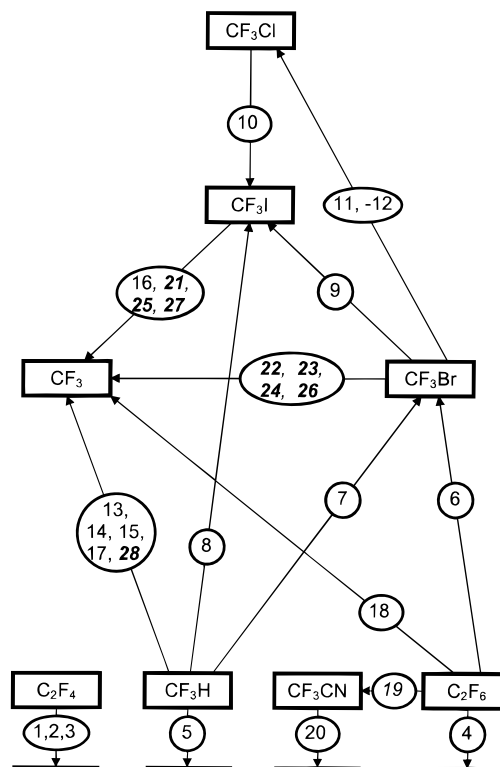 CF₃Cl
10
CF₃I
11, -12
16, 21,
25, 27
9
CF₃
22, 23,
24, 26
CF₃Br
13,
14, 15,
17, 28
8
7
6
18
C₂F₄
CF₃H
CF₃CN
19
C₂F₆
1,2,3
5
20
4